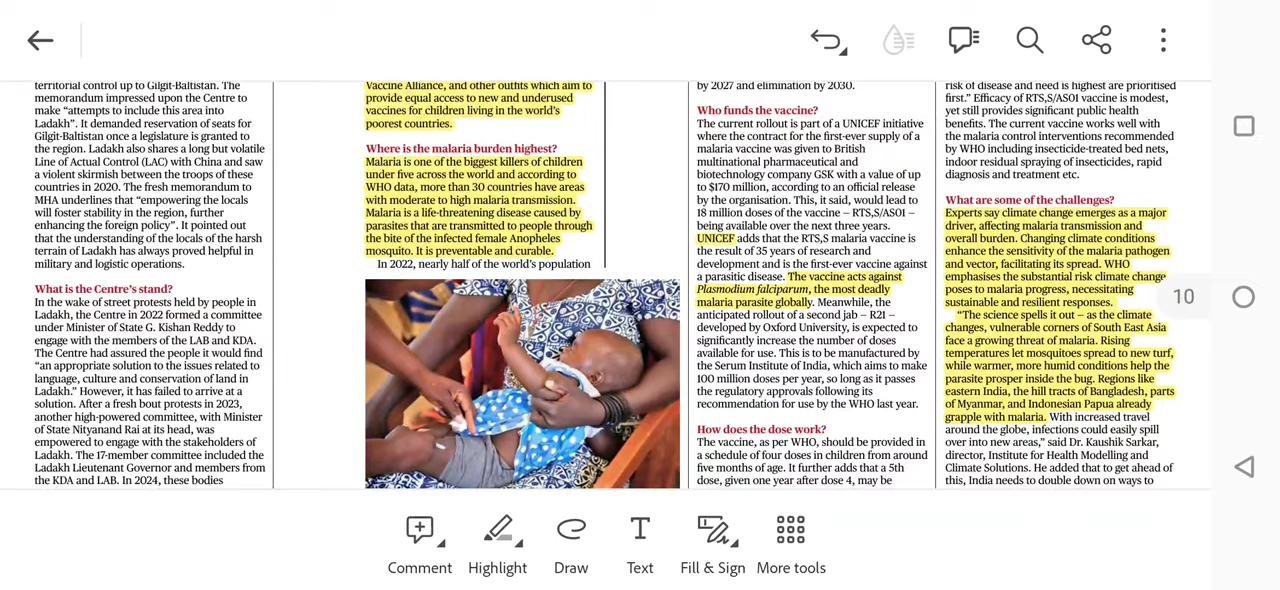 territorial control up to Gilgit-Baltistan. The
memorandum impressed upon the Centre to
make “attempts to include this area into
Ladakh”. It demanded reservation of seats for
Gilgit-Baltistan once a legislature is granted to
the region. Ladakh also shares a long but volatile
Line of Actual Control (LAC) with China and saw
a violent skirmish between the troops of these
countries in 2020. The fresh memorandum to
MHA underlines that “empowering the locals
will foster stability in the region, further
enhancing the foreign policy”. It pointed out
that the understanding of the locals of the harsh
terrain of Ladakh has always proved helpful in
military and logistic operations.
What is the Centre’s stand?
In the wake of street protests held by people in
Ladakh, the Centre in 2022 formed a committee
under Minister of State G. Kishan Reddy to
engage with the members of the LAB and KDA.
The Centre had assured the people it would find
“an appropriate solution to the issues related to
language, culture and conservation of land in
Ladakh.” However, it has failed to arrive at a
solution. After a fresh bout protests in 2023,
another high-powered committee, with Minister
of State Nityanand Rai at its head, was
empowered to engage with the stakeholders of
Ladakh. The 17-member committee included the
Ladakh Lieutenant Governor and members from
the KDA and LAB. In 2024, these bodies
Vaccine Alliance, and other outfits which aim to
provide equal access to new and underused
vaccines for children living in the world’s
poorest countries.
Where is the malaria burden highest?
Malaria is one of the biggest killers of children
under five across the world and according to
WHO data, more than 30 countries have areas
with moderate to high malaria transmission.
Malaria is a life-threatening disease caused by
parasites that are transmitted to people through
the bite of the infected female Anopheles
mosquito. It is preventable and curable.
In 2022, nearly half of the world’s population
by 2027 and elimination by 2030.
Who funds the vaccine?
The current rollout is part of a UNICEF initiative
where the contract for the first-ever supply of a
malaria vaccine was given to British
multinational pharmaceutical and
biotechnology company GSK with a value of up
to $170 million, according to an official release
by the organisation. This, it said, would lead to
18 million doses of the vaccine – RTS,S/AS01 –
being available over the next three years.
UNICEF adds that the RTS,S malaria vaccine is
the result of 35 years of research and
development and is the first-ever vaccine against
a parasitic disease. The vaccine acts against
Plasmodium falciparum, the most deadly
malaria parasite globally. Meanwhile, the
anticipated rollout of a second jab – R21 –
developed by Oxford University, is expected to
significantly increase the number of doses
available for use. This is to be manufactured by
the Serum Institute of India, which aims to make
100 million doses per year, so long as it passes
the regulatory approvals following its
recommendation for use by the WHO last year.
How does the dose work?
The vaccine, as per WHO, should be provided in
a schedule of four doses in children from around
five months of age. It further adds that a 5th
dose, given one year after dose 4, may be
risk of disease and need is highest are prioritised
first.” Efficacy of RTS,S/AS01 vaccine is modest,
yet still provides significant public health
benefits. The current vaccine works well with
the malaria control interventions recommended
by WHO including insecticide-treated bed nets,
indoor residual spraying of insecticides, rapid
diagnosis and treatment etc.
What are some of the challenges?
Experts say climate change emerges as a major
driver, affecting malaria transmission and
overall burden. Changing climate conditions
enhance the sensitivity of the malaria pathogen
and vector, facilitating its spread. WHO
emphasises the substantial risk climate change
poses to malaria progress, necessitating
sustainable and resilient responses.
“The science spells it out – as the climate
changes, vulnerable corners of South East Asia
face a growing threat of malaria. Rising
temperatures let mosquitoes spread to new turf,
while warmer, more humid conditions help the
parasite prosper inside the bug. Regions like
eastern India, the hill tracts of Bangladesh, parts
of Myanmar, and Indonesian Papua already
grapple with malaria. With increased travel
around the globe, infections could easily spill
over into new areas,” said Dr. Kaushik Sarkar,
director, Institute for Health Modelling and
Climate Solutions. He added that to get ahead of
this, India needs to double down on ways to
10
Comment
Highlight
Draw
Text
Fill & Sign
More tools